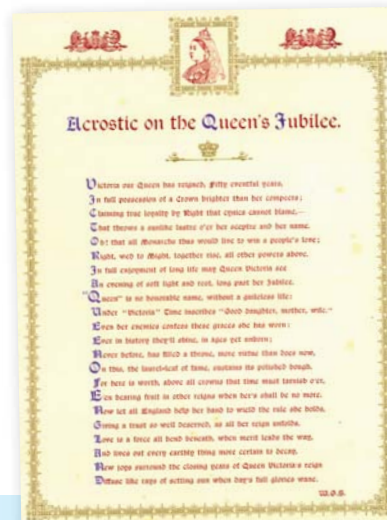 Acrostic on the Queen's Jubilee.
Victoria our Queen has reigned, fifty eventful years,
In full possession of a Crown brighter than her compeers;
Claiming true loyalty by Right that cynics cannot blame,—
That throws a sunlike lustre o'er her sceptre and her name.
Oh! that all Monarchs thus would live to win a people's love;
Right, wed to Might, together rise, all other powers above.
In full enjoyment of long life may Queen Victoria see
An evening of soft light and rest, long past her Jubilee.
"Queen" is no honorable name, without a guileless life:
Under "Victoria" Time inscribes "Good daughter, mother, wife."
Even her enemies confess these graces she has worn:
Ever in history they'll shine, in ages yet unborn;
Never before, has filled a throne, more virtue than does now,
On this, the laurel-leaf of fame, sustains its polished bough.
For here is worth, above all crowns that time must tarnish o'er,
Even bearing fruit in other reigns when her's shall be no more.
Now let all England help her hand to wield the rule she holds,
Giving a trust so well deserved, as all her reign unfolds.
Love is a force all bend beneath, when merit leads the way,
And lives out every earthly thing more certain to decay.
New joys surround the closing years of Queen Victoria's reign
Diffuse like rays of setting sun when day's full glories wane.